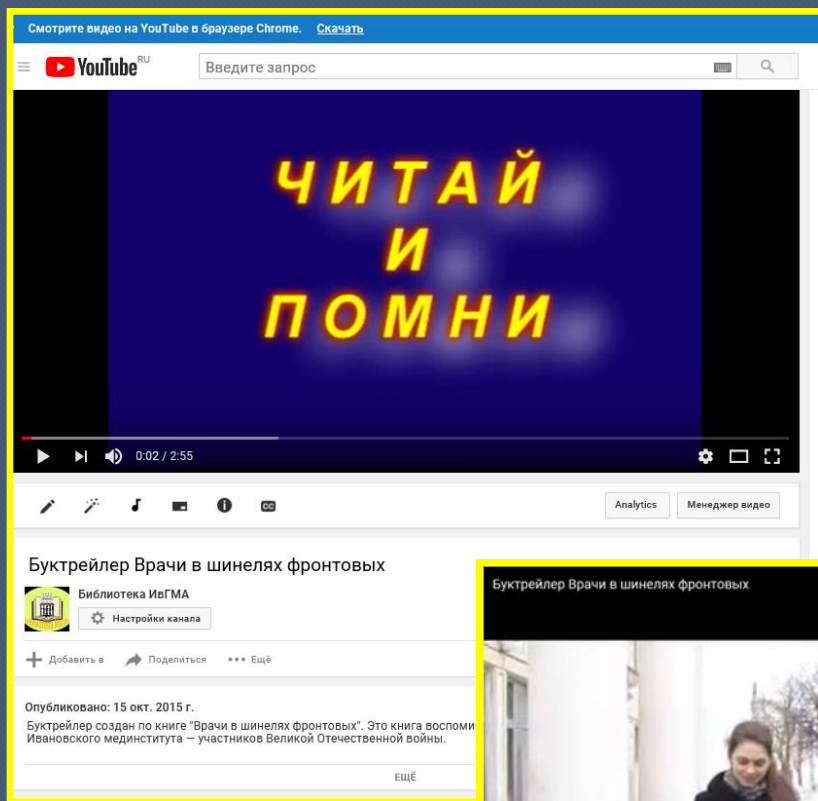 Смотрите видео на YouTube в браузере Chrome. Скачать
YouTube RU
Введите запрос
ЧИТАЙ
И
ПОМНИ
0:02 / 2:55
CC
Analytics
Менеджер видео
Буктрейлер Врачи в шинелях фронтовых
Библиотека ИвГМА
Настройки канала
Добавить в
Поделиться
Ещё
Опубликовано: 15 окт. 2015 г.
Буктрейлер создан по книге "Врачи в шинелях фронтовых". Это книга
Ивановского мединститута — участников Великой Отечественной войны.
ЕЩЁ
Буктрейлер Врачи в шинелях фронтовых